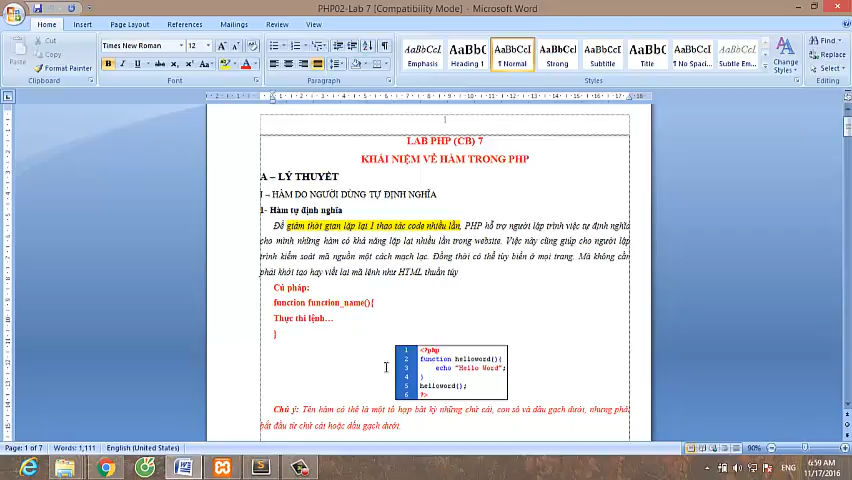 PHP02-Lab 7 [Compatibility Mode] - Microsoft Word
Home Insert Page Layout References Mailings Review View
Cut
Copy
Paste
Format Painter
Clipboard
Times New Roman 12
Font
Paragraph
AaBbCcL AaBb( AaBbCcI AaBbCcl AaBbCcl AaBb( AaBbCcI AaBbCcL
Emphasis Heading 1 ¶ Normal Strong Subtitle Title ¶ No Spaci... Subtle Em...
Change
Styles
Styles
Find
Replace
Select
Editing
1
LAB PHP (CB) 7
KHÁI NIỆM VỀ HÀM TRONG PHP
A – LÝ THUYẾT
I – HÀM DO NGƯỜI DÙNG TỰ ĐỊNH NGHĨA
1- Hàm tự định nghĩa
Để giảm thời gian lặp lại 1 thao tác code nhiều lần, PHP hỗ trợ người lập trình việc tự định nghĩa
cho mình những hàm có khả năng lặp lại nhiều lần trong website. Việc này cũng giúp cho người lập
trình kiểm soát mã nguồn một cách mạch lạc. Đồng thời có thể tùy biến ở mọi trang. Mà không cần
phải khởi tạo hay viết lại mã lệnh như HTML thuần túy
Cú pháp:
function function_name(){
Thực thi lệnh…
}
1 <?php
2 function helloword(){
3 echo "Hello Word";
4 }
5 helloword();
6 ?>
Chú ý: Tên hàm có thể là một tổ hợp bất kỳ những chữ cái, con số và dấu gạch dưới, nhưng phải
bắt đầu từ chữ cái hoặc dấu gạch dưới.
Page: 1 of 7 Words: 1,111 English (United States) 90%
ENG
6:59 AM
11/17/2016